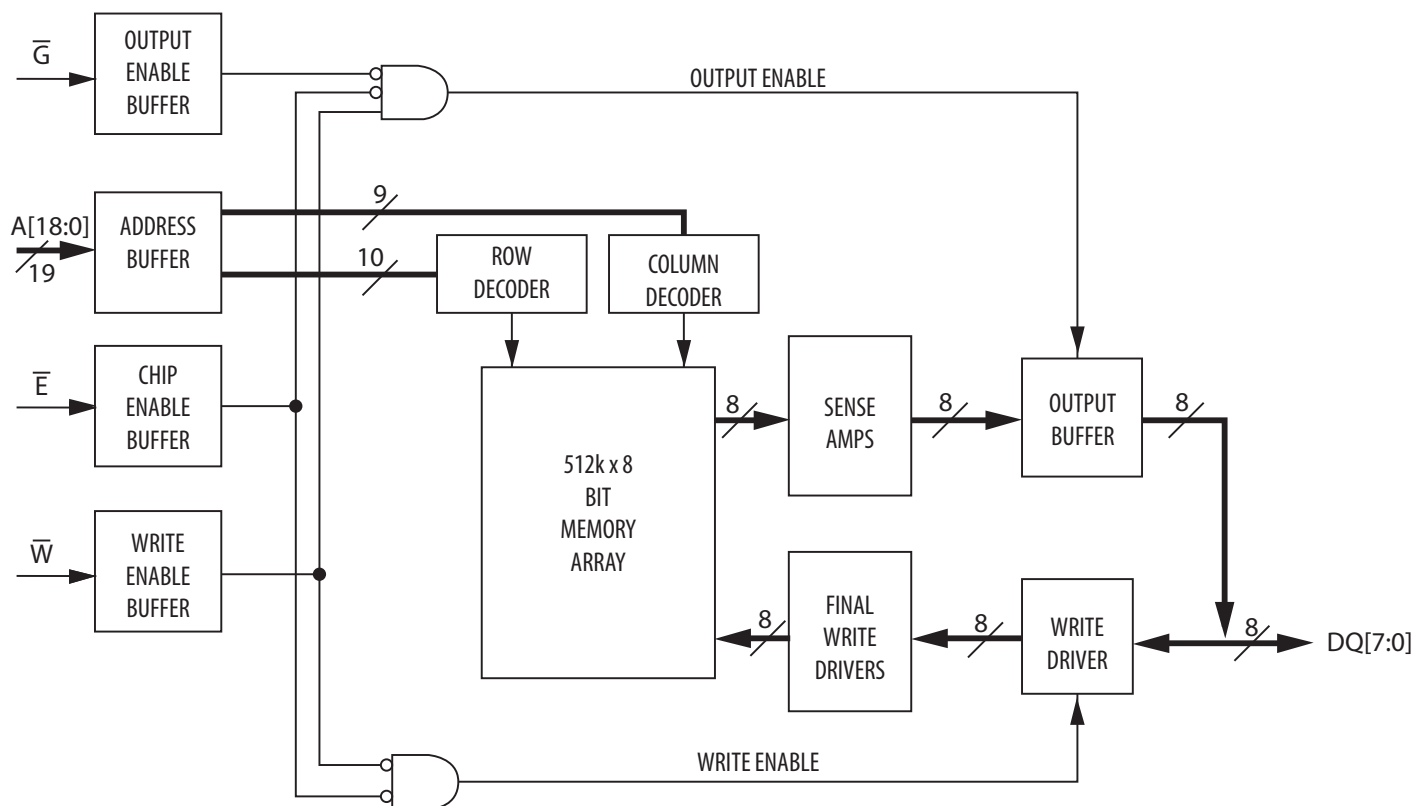 G̅
OUTPUT
ENABLE
BUFFER
OUTPUT ENABLE
A[18:0]
19
ADDRESS
BUFFER
9
10
ROW
DECODER
COLUMN
DECODER
E̅
CHIP
ENABLE
BUFFER
512k x 8
BIT
MEMORY
ARRAY
8
SENSE
AMPS
8
OUTPUT
BUFFER
8
W̅
WRITE
ENABLE
BUFFER
8
FINAL
WRITE
DRIVERS
8
WRITE
DRIVER
8
DQ[7:0]
WRITE ENABLE